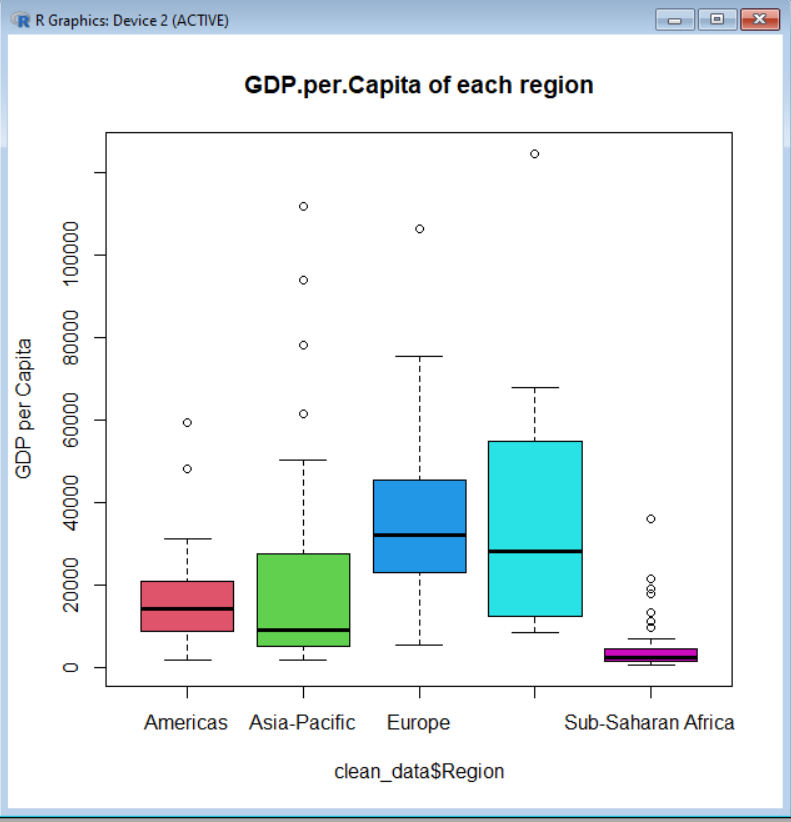 R Graphics: Device 2 (ACTIVE)
GDP.per.Capita of each region
GDP per Capita
100000
80000
60000
40000
20000
0
Americas Asia-Pacific Europe Sub-Saharan Africa
clean_data$Region